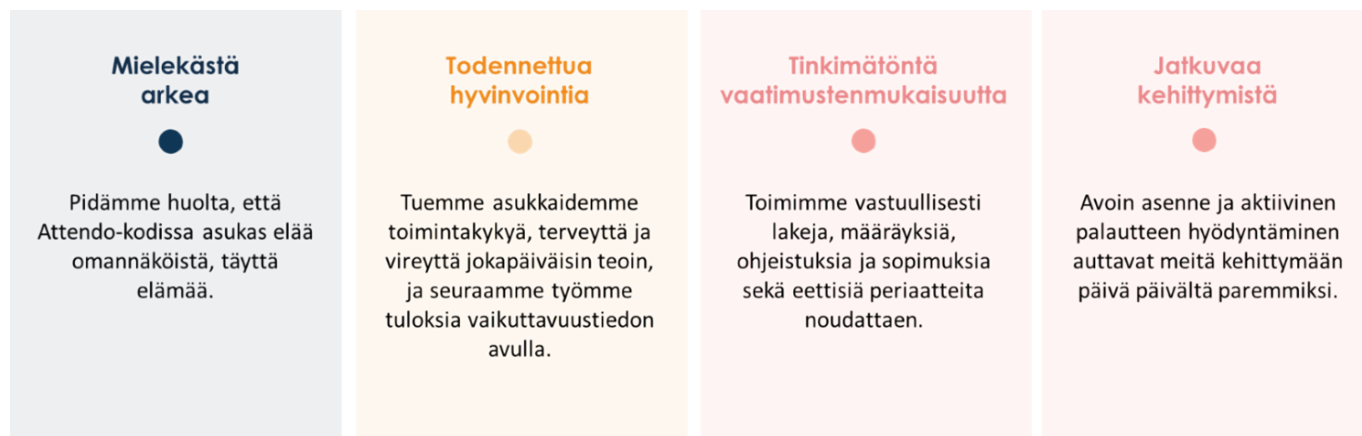 Mielekästä
arkea
Pidämme huolta, että
Attendo-kodissa asukas elää
omannäköistä, täyttä
elämää.
Todennettua
hyvinvointia
Tuemme asukkaidemme
toimintakykyä, terveyttä ja
vireyttä jokapäiväisin teoin,
ja seuraamme työmme
tuloksia vaikuttavuustiedon
avulla.
Tinkimätöntä
vaatimustenmukaisuutta
Toimimme vastuullisesti
lakeja, määräyksiä,
ohjeistuksia ja sopimuksia
sekä eettisiä periaatteita
noudattaen.
Jatkuvaa
kehittymistä
Avoin asenne ja aktiivinen
palautteen hyödyntäminen
auttavat meitä kehittymään
päivä päivältä paremmiksi.